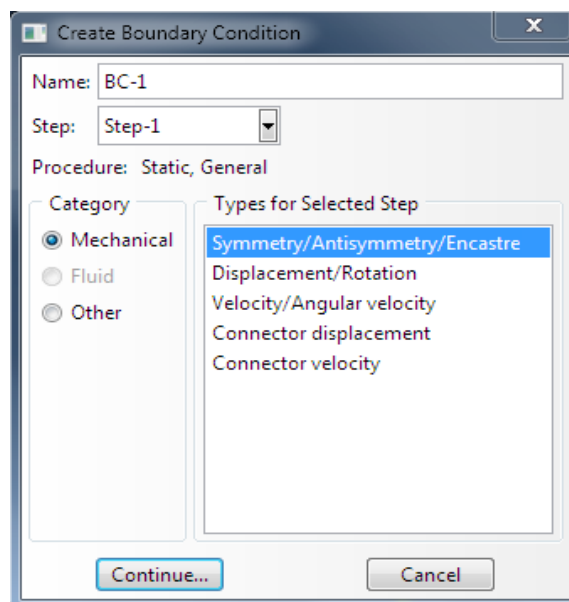 Create Boundary Condition
Name: BC-1
Step: Step-1
Procedure: Static, General
Category
Mechanical
Fluid
Other
Types for Selected Step
Symmetry/Antisymmetry/Encastre
Displacement/Rotation
Velocity/Angular velocity
Connector displacement
Connector velocity
Continue...
Cancel